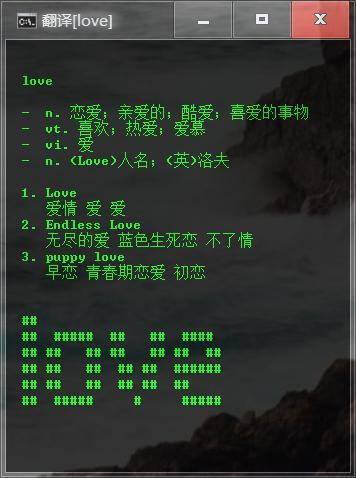 翻译[love]
love
- n. 恋爱；亲爱的；酷爱；喜爱的事物
- vt. 喜欢；热爱；爱慕
- vi. 爱
- n. (Love)人名；(英)洛夫
1. Love
爱情 爱 爱
2. Endless Love
无尽的爱 蓝色生死恋 不了情
3. puppy love
早恋 青春期恋爱 初恋
love